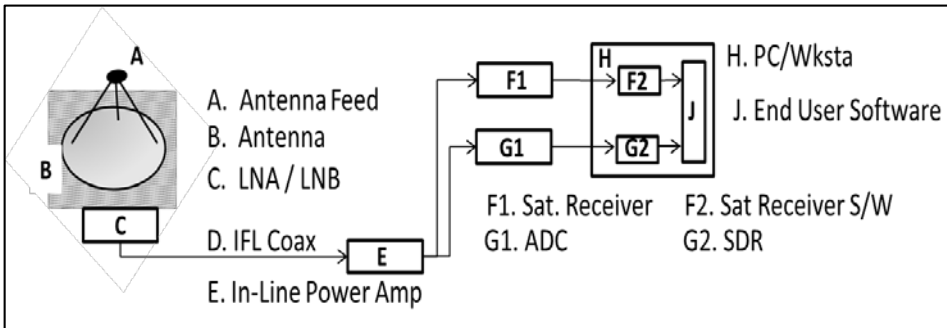 A
B
C
A. Antenna Feed
B. Antenna
C. LNA / LNB
D. IFL Coax
E. In-Line Power Amp
E
F1
G1
H
F2
G2
J
H. PC/Wksta
J. End User Software
F1. Sat. Receiver
F2. Sat Receiver S/W
G1. ADC
G2. SDR